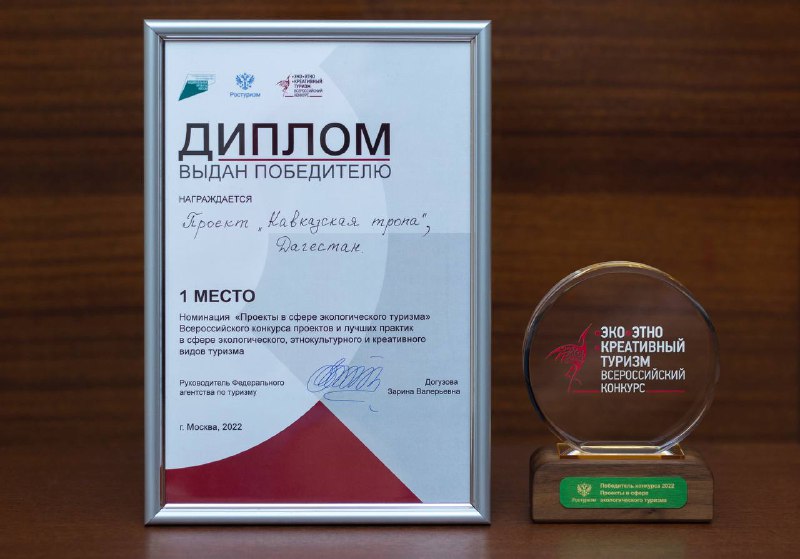 Ростуризм
ЭКО ЭТНО
КРЕАТИВНЫЙ
ТУРИЗМ
ВСЕРОССИЙСКИЙ
КОНКУРС
ДИПЛОМ
ВЫДАН ПОБЕДИТЕЛЮ
НАГРАЖДАЕТСЯ
Проект „Кавказская тропа",
Дагестан.
1 МЕСТО
Номинация «Проекты в сфере экологического туризма»
Всероссийского конкурса проектов и лучших практик
в сфере экологического, этнокультурного и креативного
видов туризма
Руководитель Федерального
агентства по туризму
Догузова
Зарина Валерьевна
г. Москва, 2022
ЭКО ЭТНО
КРЕАТИВНЫЙ
ТУРИЗМ
ВСЕРОССИЙСКИЙ
КОНКУРС
Ростуризм
Победитель конкурса 2022
Проекты в сфере
экологического туризма